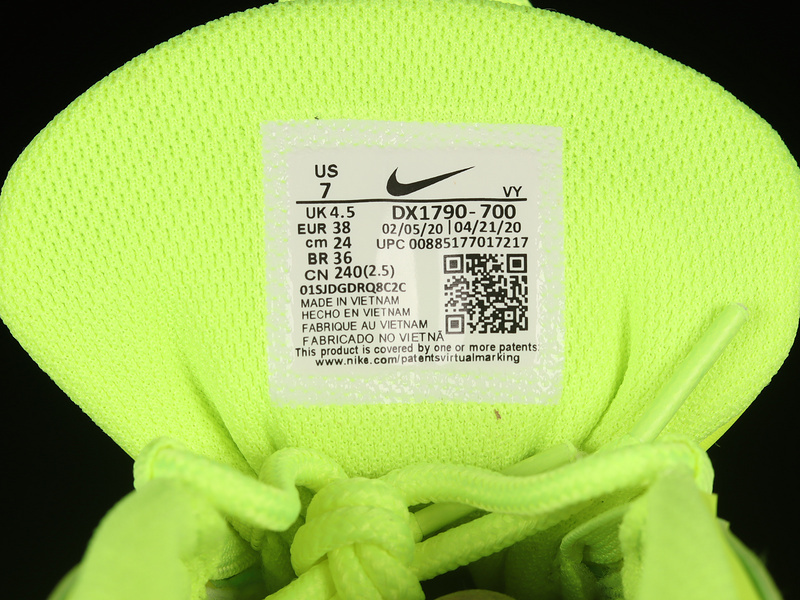 US
7
VY
UK 4.5
DX1790-700
EUR 38
02/05/20 | 04/21/20
cm 24
UPC 00885177017217
BR 36
CN 240(2.5)
01SJDGDRQ8C2C
MADE IN VIETNAM
HECHO EN VIETNAM
FABRIQUE AU VIETNAM
FABRICADO NO VIETNÃ
This product is covered by one or more patents:
www.nike.com/patentsvirtualmarking